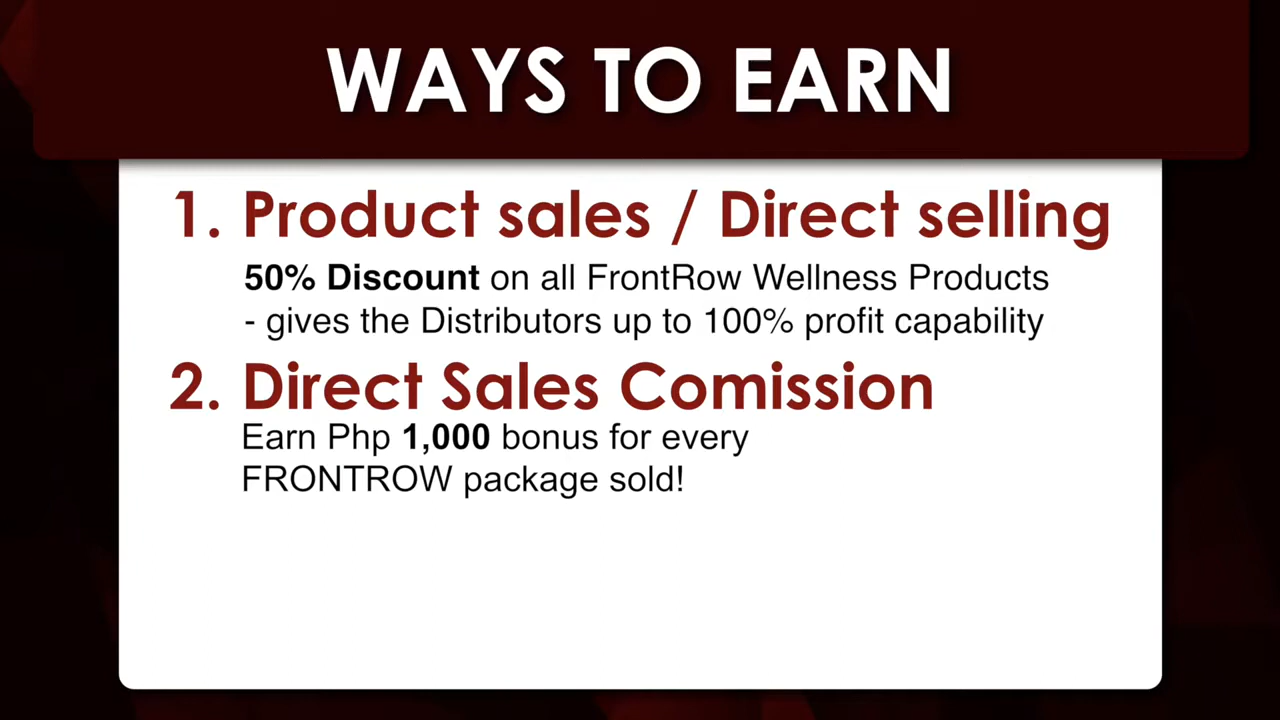 WAYS TO EARN
1. Product sales / Direct selling
50% Discount on all FrontRow Wellness Products
- gives the Distributors up to 100% profit capability
2. Direct Sales Comission
Earn Php 1,000 bonus for every
FRONTROW package sold!